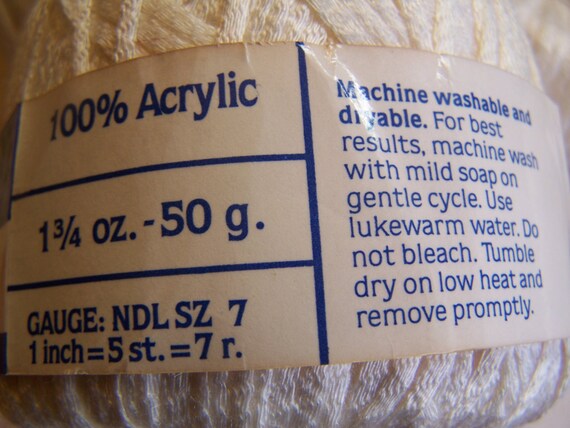 100% Acrylic
1 3/4 oz. - 50 g.
GAUGE: NDL SZ 7
1 inch = 5 st. = 7 r.
Machine washable and
dryable. For best
results, machine wash
with mild soap on
gentle cycle. Use
lukewarm water. Do
not bleach. Tumble
dry on low heat and
remove promptly.